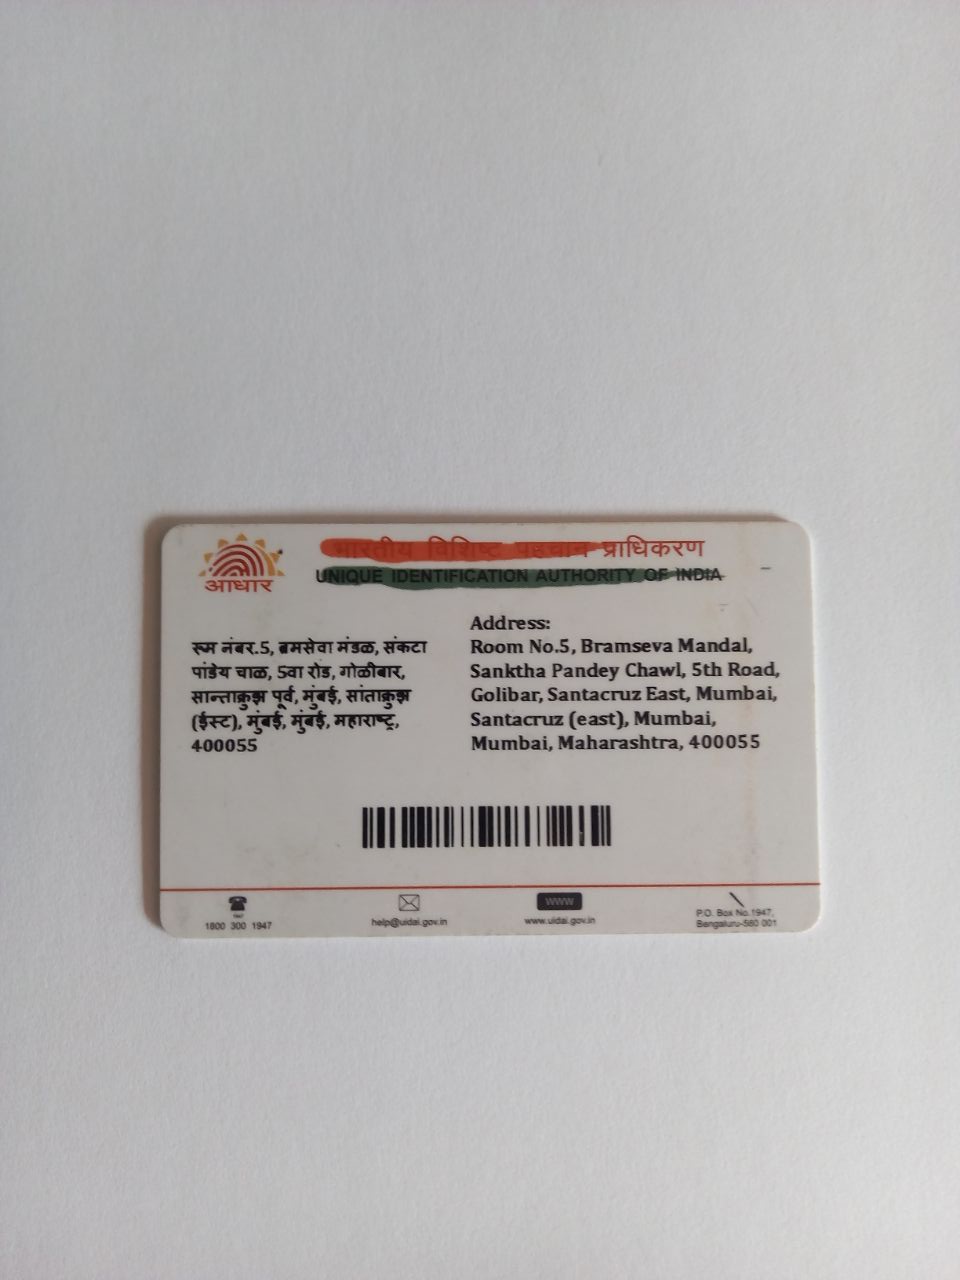 भारतीय विशिष्ट पहचान प्राधिकरण
UNIQUE IDENTIFICATION AUTHORITY OF INDIA
आधार
रूम नंबर.5, ब्रमसेवा मंडळ, संकटा
पांडेय चाळ, 5वा रोड, गोळीबार,
सान्ताक्रुझ पूर्व, मुंबई, सांताक्रुझ
(ईस्ट), मुंबई, मुंबई, महाराष्ट्र,
400055
Address:
Room No.5, Bramseva Mandal,
Sanktha Pandey Chawl, 5th Road,
Golibar, Santacruz East, Mumbai,
Santacruz (east), Mumbai,
Mumbai, Maharashtra, 400055
1947
1800 300 1947
help@uidai.gov.in
WWW
www.uidai.gov.in
P.O. Box No.1947,
Bengaluru-560 001